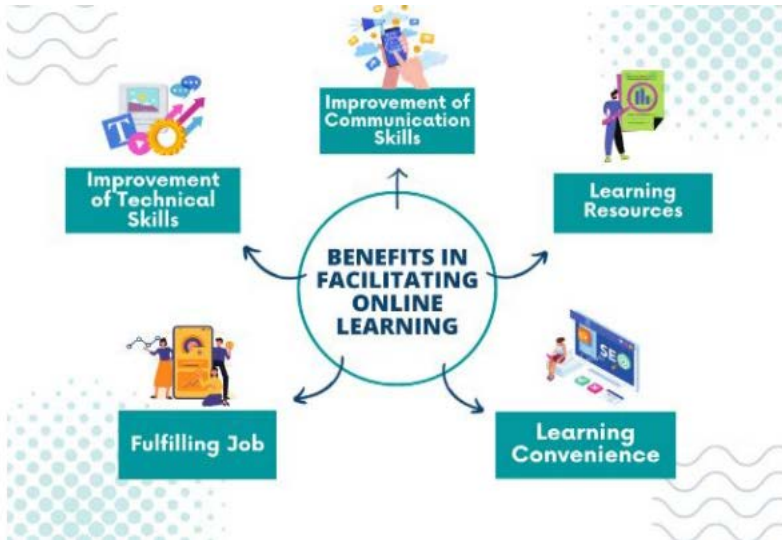 Improvement of
Communication
Skills
Improvement
of Technical
Skills
Learning
Resources
BENEFITS IN
FACILITATING
ONLINE
LEARNING
SEO
Fulfilling Job
Learning
Convenience